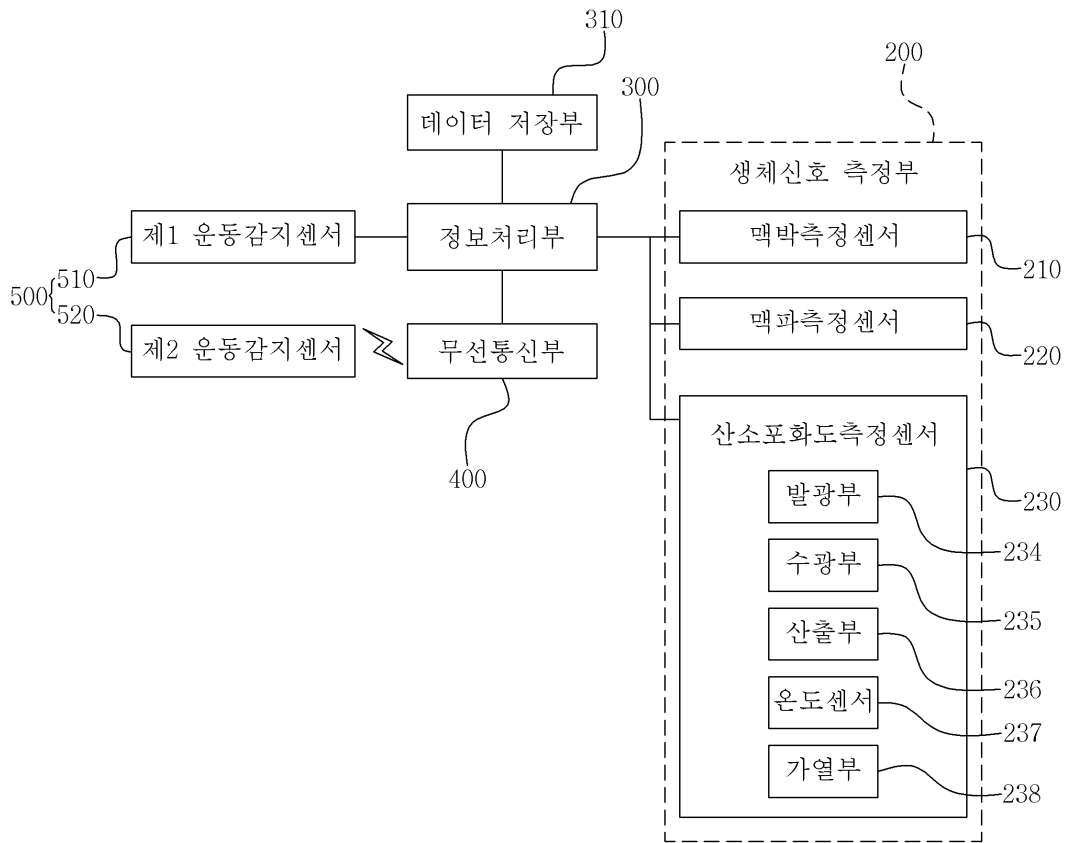 310
200
300
데이터 저장부
생체신호 측정부
제1 운동감지센서
정보처리부
맥박측정센서
210
510
500
520
제2 운동감지센서
무선통신부
맥파측정센서
220
400
산소포화도측정센서
230
발광부
234
수광부
235
산출부
236
온도센서
237
가열부
238